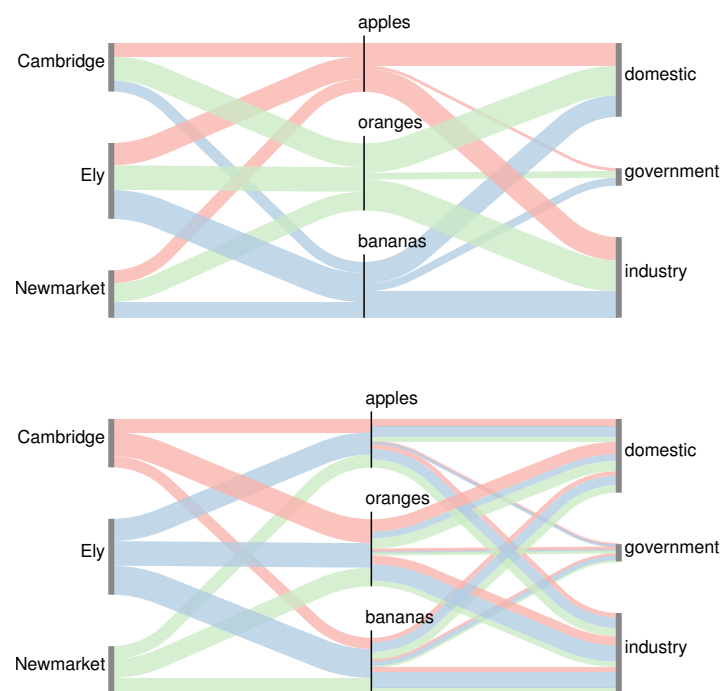 apples
Cambridge
domestic
oranges
Ely
government
bananas
industry
Newmarket
apples
Cambridge
domestic
oranges
Ely
government
bananas
industry
Newmarket